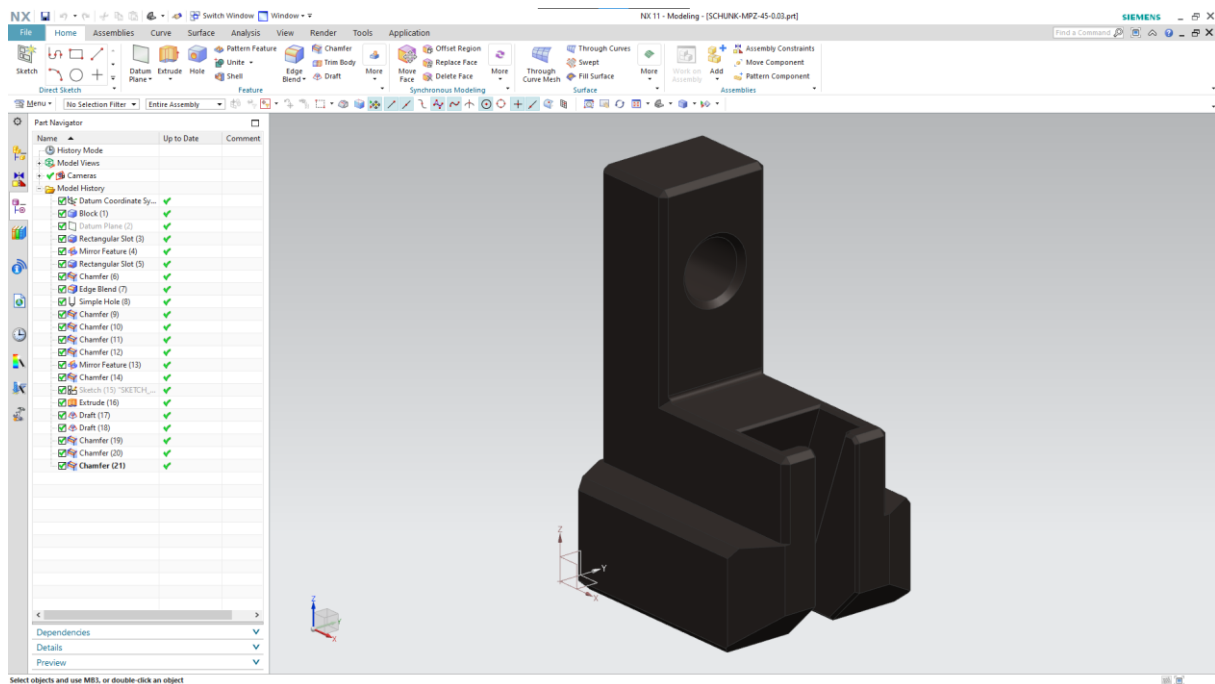 NX Switch Window Window NX 11 - Modeling - [SCHUNK-MPZ-45-0.03.prt] SIEMENS
File Home Assemblies Curve Surface Analysis View Render Tools Application Find a Command
Sketch Datum Plane Extrude Hole Pattern Feature Unite Shell Edge Blend Chamfer Trim Body Draft More Move Face Offset Region Replace Face Delete Face More Through Curve Mesh Through Curves Swept Fill Surface More Work on Assembly Add Assembly Constraints Move Component Pattern Component
Direct Sketch Feature Synchronous Modeling Surface Assemblies
Menu No Selection Filter Entire Assembly
Part Navigator
Name Up to Date Comment
History Mode
Model Views
Cameras
Model History
Datum Coordinate Sy...
Block (1)
Datum Plane (2)
Rectangular Slot (3)
Mirror Feature (4)
Rectangular Slot (5)
Chamfer (6)
Edge Blend (7)
Simple Hole (8)
Chamfer (9)
Chamfer (10)
Chamfer (11)
Chamfer (12)
Mirror Feature (13)
Chamfer (14)
Sketch (15) "SKETCH_...
Extrude (16)
Draft (17)
Draft (18)
Chamfer (19)
Chamfer (20)
Chamfer (21)
Z
Y
X
Z
Y
X
Dependencies
Details
Preview
Select objects and use MB3, or double-click an object